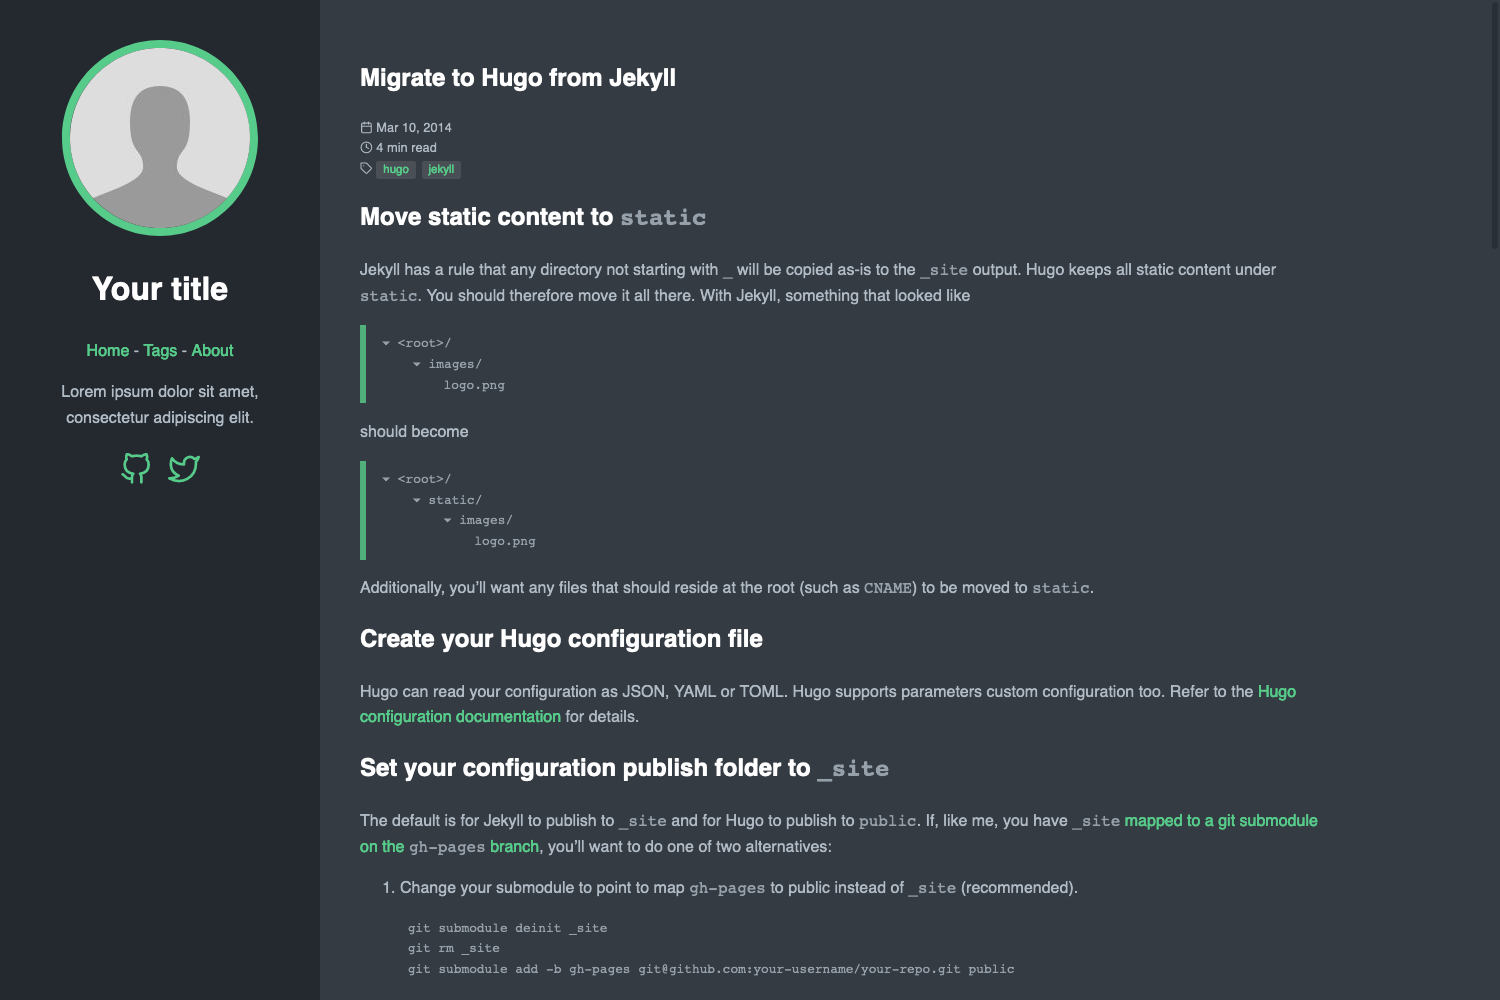 Your title
Home - Tags - About
Lorem ipsum dolor sit amet,
consectetur adipiscing elit.
Migrate to Hugo from Jekyll
Mar 10, 2014
4 min read
hugo jekyll
Move static content to static
Jekyll has a rule that any directory not starting with _ will be copied as-is to the _site output. Hugo keeps all static content under
static. You should therefore move it all there. With Jekyll, something that looked like
▾ <root>/
▾ images/
logo.png
should become
▾ <root>/
▾ static/
▾ images/
logo.png
Additionally, you’ll want any files that should reside at the root (such as CNAME) to be moved to static.
Create your Hugo configuration file
Hugo can read your configuration as JSON, YAML or TOML. Hugo supports parameters custom configuration too. Refer to the Hugo
configuration documentation for details.
Set your configuration publish folder to _site
The default is for Jekyll to publish to _site and for Hugo to publish to public. If, like me, you have _site mapped to a git submodule
on the gh-pages branch, you’ll want to do one of two alternatives:
1. Change your submodule to point to map gh-pages to public instead of _site (recommended).
git submodule deinit _site
git rm _site
git submodule add -b gh-pages git@github.com:your-username/your-repo.git public